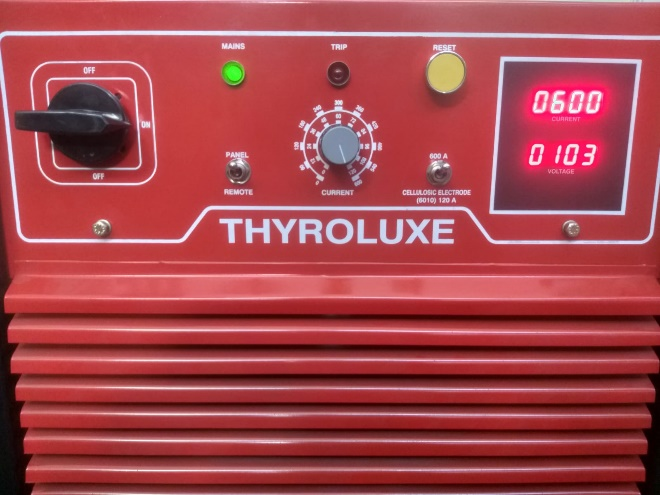 MAINS
TRIP
RESET
OFF
ON
OFF
PANEL
REMOTE
CURRENT
600 A
CELLULOSIC ELECTRODE
(6010) 120 A
0600
CURRENT
0103
VOLTAGE
THYROLUXE